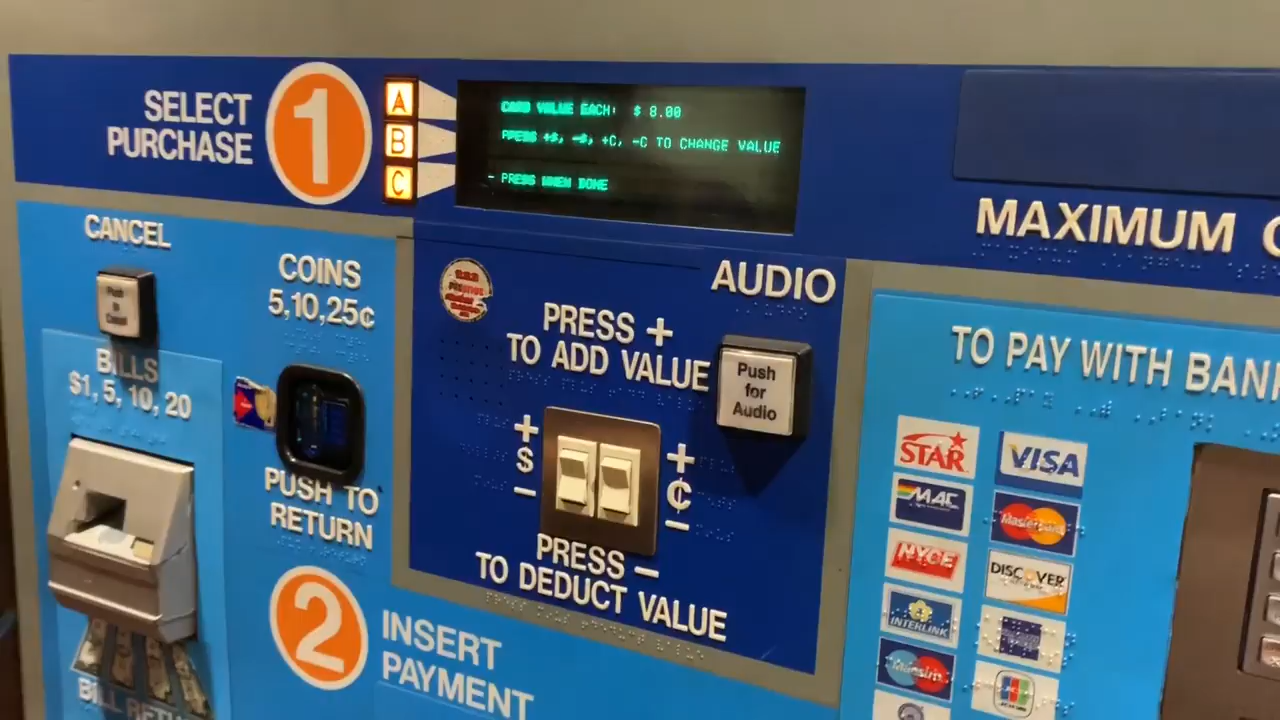 SELECT
PURCHASE
1
A
B
C
CARD VALUE EACH: $ 8.00
PRESS +$, -$, +C, -C TO CHANGE VALUE
- PRESS WHEN DONE
MAXIMUM
CANCEL
Push
to
Cancel
COINS
5,10,25¢
BILLS
$1, 5, 10, 20
PUSH TO
RETURN
2
INSERT
PAYMENT
BILL
AUDIO
PRESS +
TO ADD VALUE
Push
for
Audio
+
$
−
+
¢
−
PRESS −
TO DEDUCT VALUE
TO PAY WITH
STAR
VISA
MAC
MasterCard
NYCE
DISCOVER
INTERLINK
Maestro